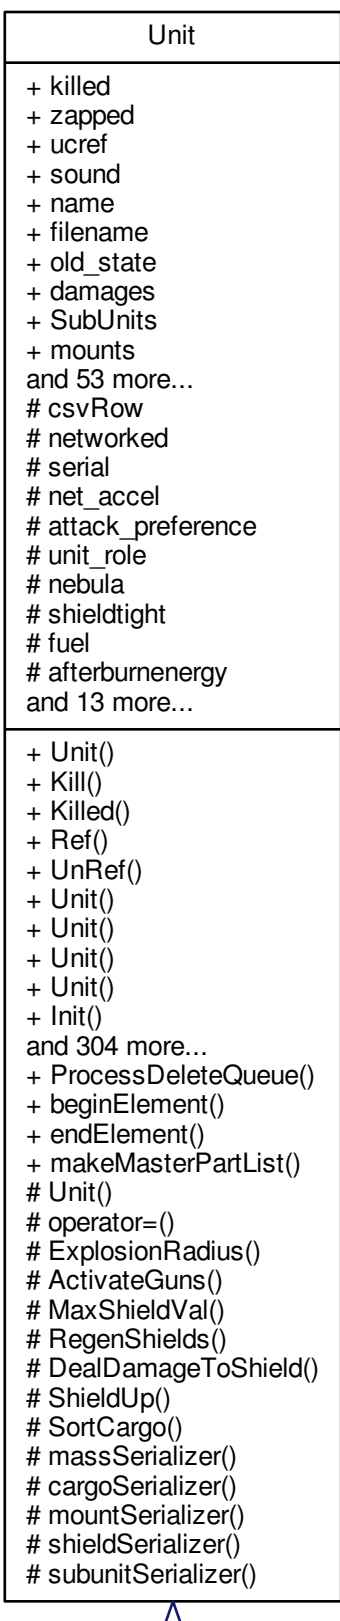 Unit
+ killed
+ zapped
+ ucref
+ sound
+ name
+ filename
+ old_state
+ damages
+ SubUnits
+ mounts
and 53 more...
# csvRow
# networked
# serial
# net_accel
# attack_preference
# unit_role
# nebula
# shieldtight
# fuel
# afterburnenergy
and 13 more...
+ Unit()
+ Kill()
+ Killed()
+ Ref()
+ UnRef()
+ Unit()
+ Unit()
+ Unit()
+ Unit()
+ Init()
and 304 more...
+ ProcessDeleteQueue()
+ beginElement()
+ endElement()
+ makeMasterPartList()
# Unit()
# operator=()
# ExplosionRadius()
# ActivateGuns()
# MaxShieldVal()
# RegenShields()
# DealDamageToShield()
# ShieldUp()
# SortCargo()
# massSerializer()
# cargoSerializer()
# mountSerializer()
# shieldSerializer()
# subunitSerializer()